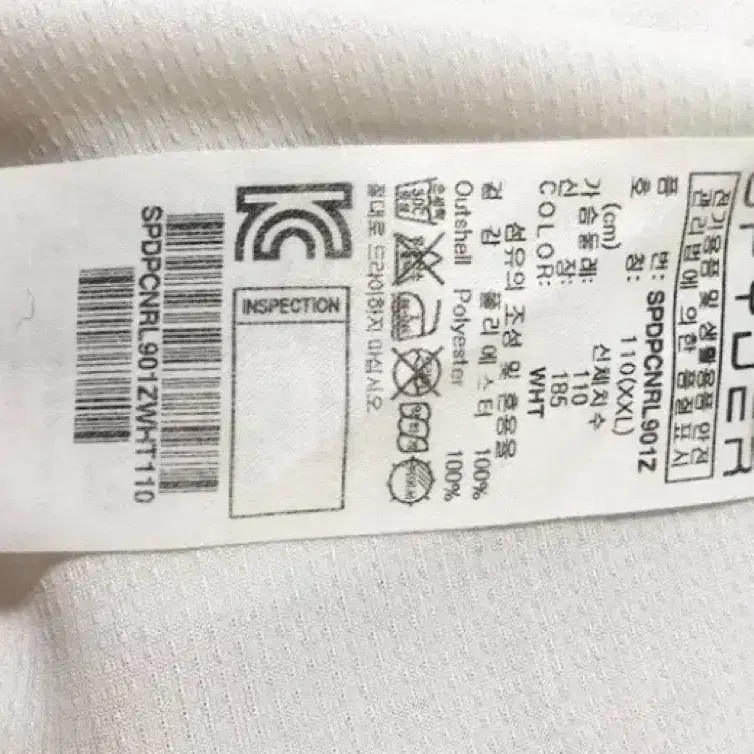 SPYDER
전기용품 및 생활용품 안전
관리법에 의한 품질표시
품 번: SPDPCNRL901Z
호 칭: 110(XXL)
(cm) 신체치수
가슴둘레: 110
신 장: 185
COLOR: WHT
섬유의 조성 및 혼용율
겉 감 폴리에스터 100%
Outshell Polyester 100%
절대로 드라이하지 마십시오
INSPECTION
SPDPCNRL901ZWHT110